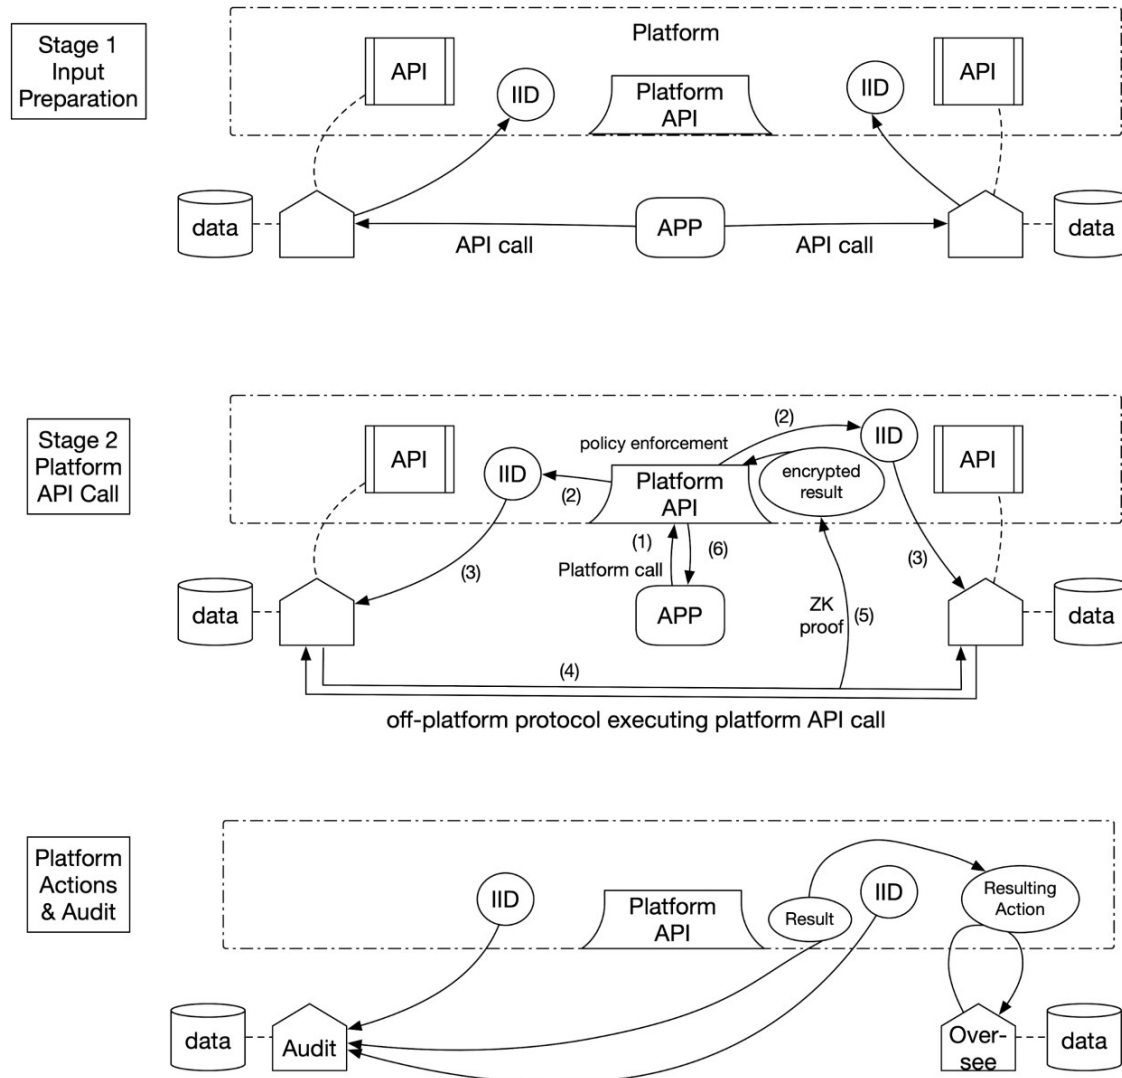 Stage 1
Input
Preparation
Platform
API
IID
Platform
API
IID
API
data
APP
data
API call
API call
Stage 2
Platform
API Call
API
IID
policy enforcement
(2)
(2)
Platform
API
encrypted
result
IID
API
(3)
(1)
(6)
Platform call
(3)
data
APP
ZK
proof
(5)
data
(4)
off-platform protocol executing platform API call
Platform
Actions
& Audit
IID
Platform
API
Result
IID
Resulting
Action
data
Audit
Over-
see
data